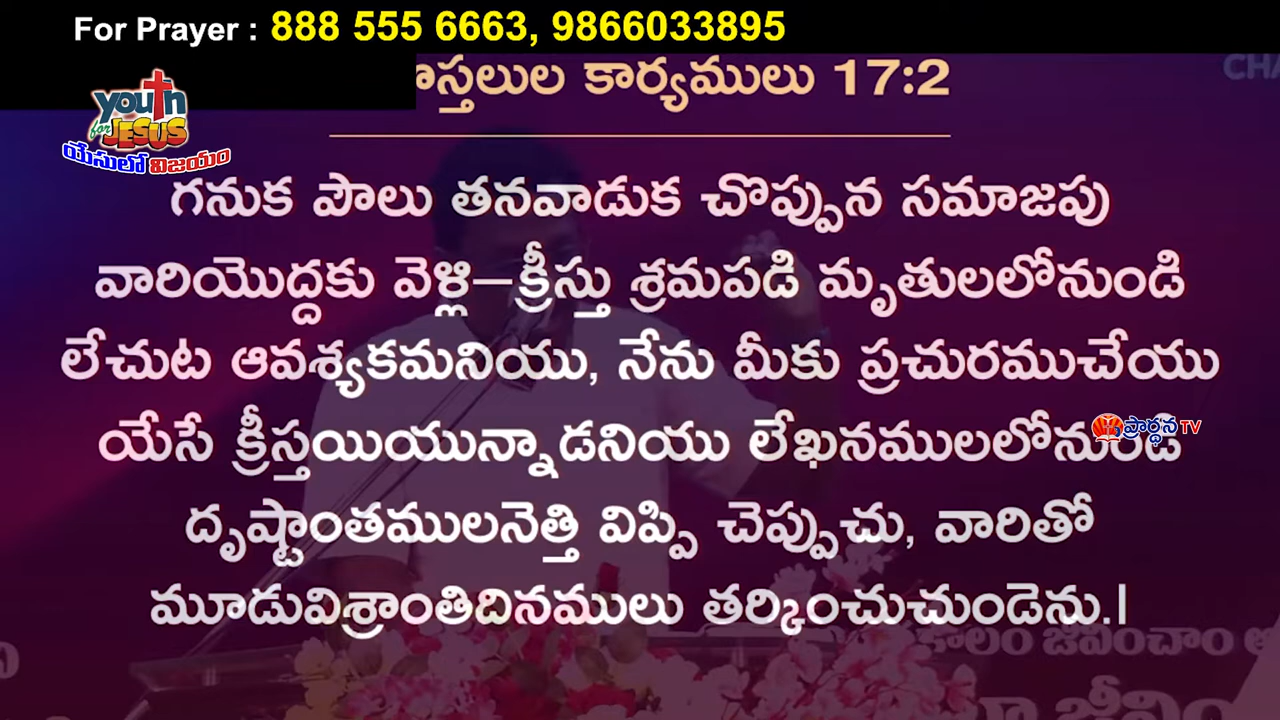 For Prayer : 888 555 6663, 9866033895
కార్యములు 17:2
youth
for JESUS
యేసులో విజయం
గనుక పౌలు తనవాడుక చొప్పున సమాజపు
వారియొద్దకు వెళ్లి–క్రీస్తు శ్రమపడి మృతులలోనుండి
లేచుట ఆవశ్యకమనియు, నేను మీకు ప్రచురముచేయు
యేసే క్రీస్తయియున్నాడనియు లేఖనములలోనుండి
ప్రార్థన TV
దృష్టాంతములనెత్తి విప్పి చెప్పుచు, వారితో
మూడువిశ్రాంతిదినములు తర్కించుచుండెను.|